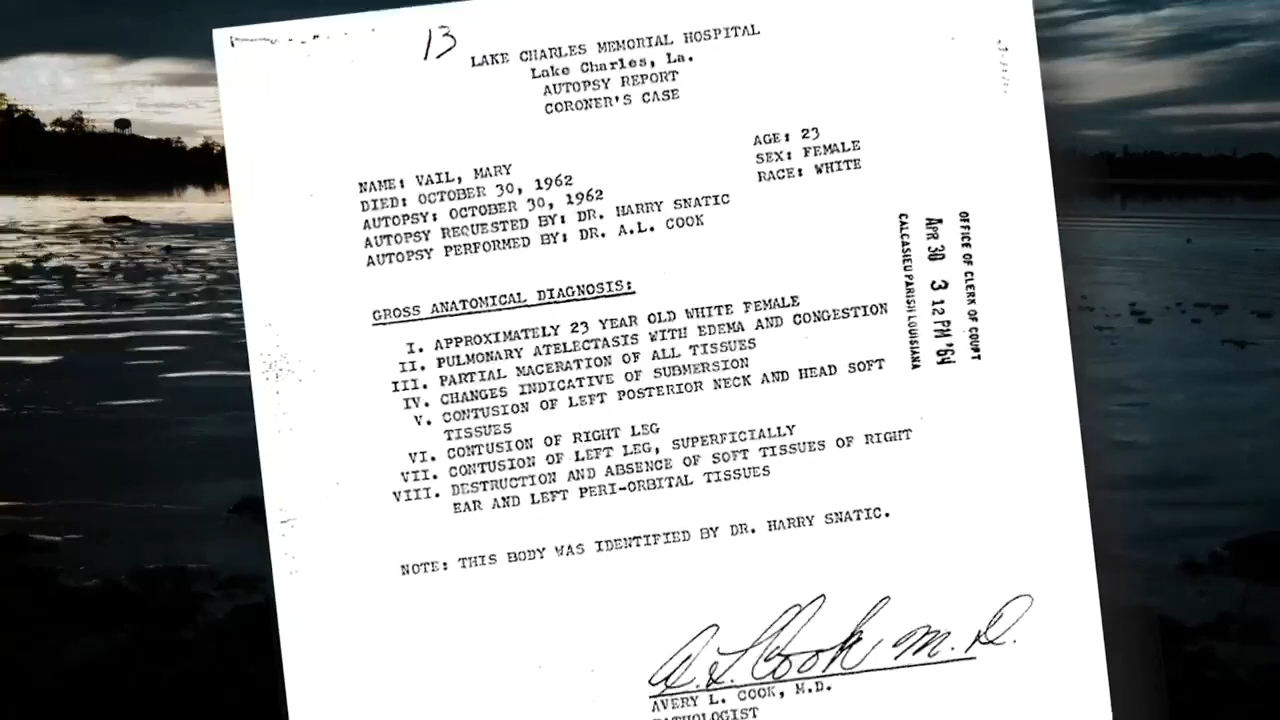 13
LAKE CHARLES MEMORIAL HOSPITAL
Lake Charles, La.
AUTOPSY REPORT
CORONER'S CASE
AGE: 23
SEX: FEMALE
RACE: WHITE
NAME: VAIL, MARY
DIED: OCTOBER 30, 1962
AUTOPSY: OCTOBER 30, 1962
AUTOPSY REQUESTED BY: DR. HARRY SNATIC
AUTOPSY PERFORMED BY: DR. A.L. COOK
OFFICE OF CLERK OF COURT
APR 30 3 12 PM '64
CALCASIEU PARISH LOUISIANA
GROSS ANATOMICAL DIAGNOSIS:
I. APPROXIMATELY 23 YEAR OLD WHITE FEMALE
II. PULMONARY ATELECTASIS WITH EDEMA AND CONGESTION
III. PARTIAL MACERATION OF ALL TISSUES
IV. CHANGES INDICATIVE OF SUBMERSION
V. CONTUSION OF LEFT POSTERIOR NECK AND HEAD SOFT
TISSUES
VI. CONTUSION OF RIGHT LEG
VII. CONTUSION OF LEFT LEG, SUPERFICIALLY
VIII. DESTRUCTION AND ABSENCE OF SOFT TISSUES OF RIGHT
EAR AND LEFT PERI-ORBITAL TISSUES
NOTE: THIS BODY WAS IDENTIFIED BY DR. HARRY SNATIC.
A. L. Cook M.D.
AVERY L. COOK, M.D.
PATHOLOGIST